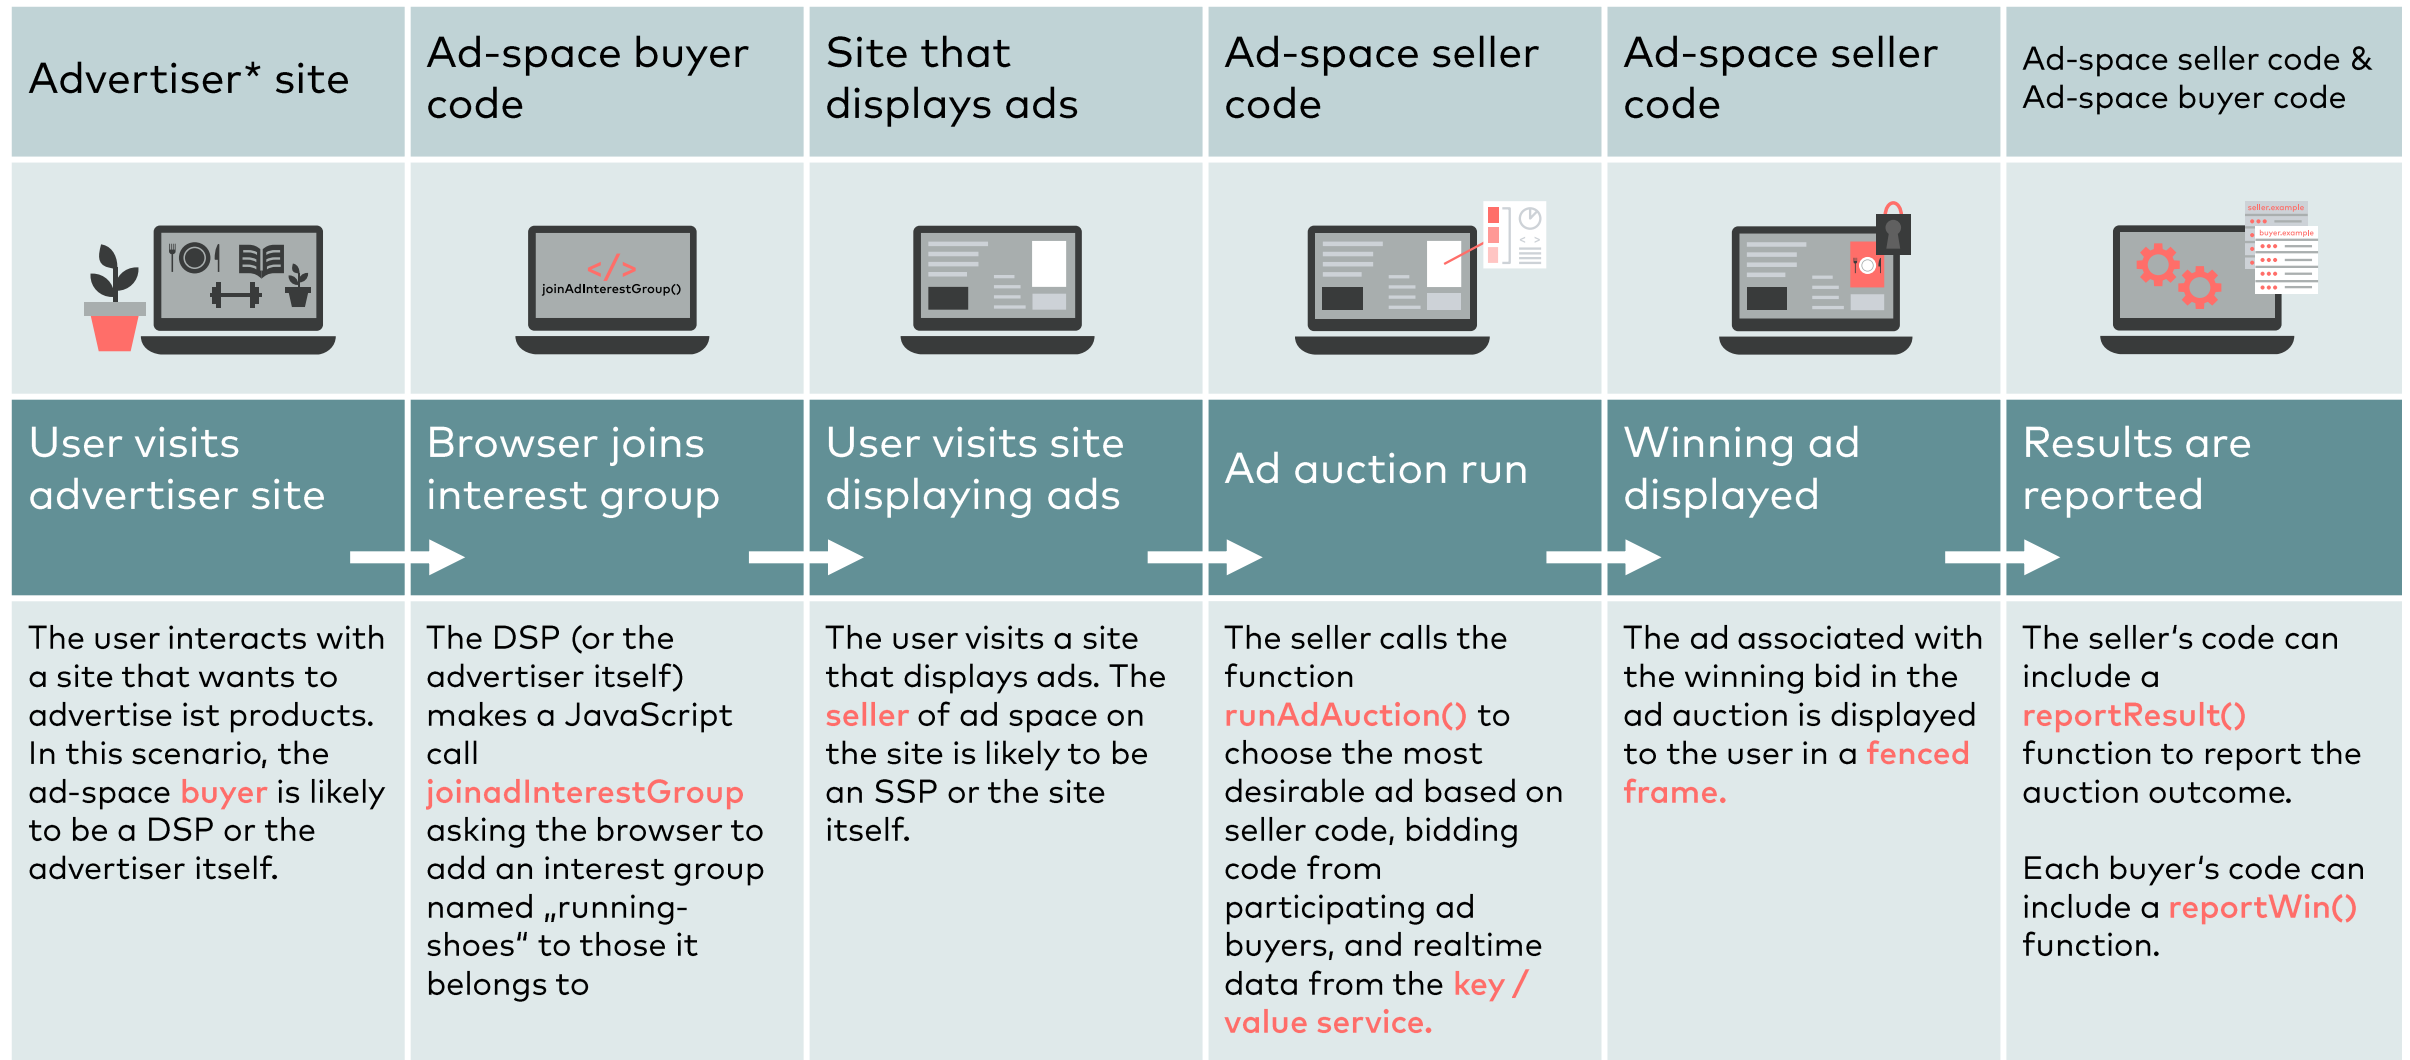 Advertiser* site
Ad-space buyer
code
Site that
displays ads
Ad-space seller
code
Ad-space seller
code
Ad-space seller code &
Ad-space buyer code
</>
joinAdInterestGroup()
seller.example
buyer.example
User visits
advertiser site
Browser joins
interest group
User visits site
displaying ads
Ad auction run
Winning ad
displayed
Results are
reported
The user interacts with
a site that wants to
advertise ist products.
In this scenario, the
ad-space buyer is likely
to be a DSP or the
advertiser itself.
The DSP (or the
advertiser itself)
makes a JavaScript
call
joinadInterestGroup
asking the browser to
add an interest group
named „running-
shoes“ to those it
belongs to
The user visits a site
that displays ads. The
seller of ad space on
the site is likely to be
an SSP or the site
itself.
The seller calls the
function
runAdAuction() to
choose the most
desirable ad based on
seller code, bidding
code from
participating ad
buyers, and realtime
data from the key /
value service.
The ad associated with
the winning bid in the
ad auction is displayed
to the user in a fenced
frame.
The seller‘s code can
include a
reportResult()
function to report the
auction outcome.
Each buyer‘s code can
include a reportWin()
function.